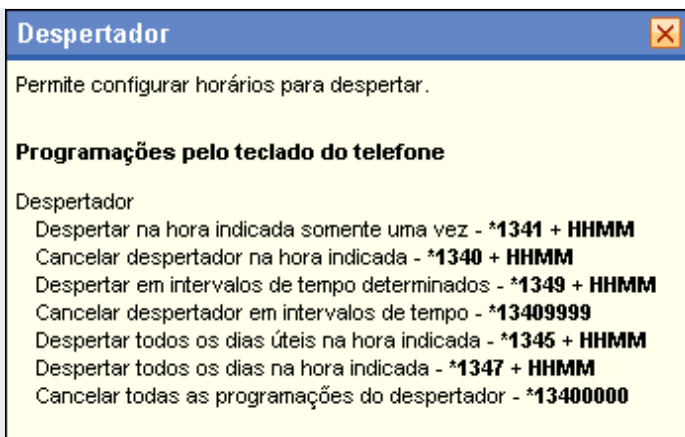 Despertador
Permite configurar horários para despertar.
Programações pelo teclado do telefone
Despertador
Despertar na hora indicada somente uma vez - *1341 + HHMM
Cancelar despertador na hora indicada - *1340 + HHMM
Despertar em intervalos de tempo determinados - *1349 + HHMM
Cancelar despertador em intervalos de tempo - *13409999
Despertar todos os dias úteis na hora indicada - *1345 + HHMM
Despertar todos os dias na hora indicada - *1347 + HHMM
Cancelar todas as programações do despertador - *13400000